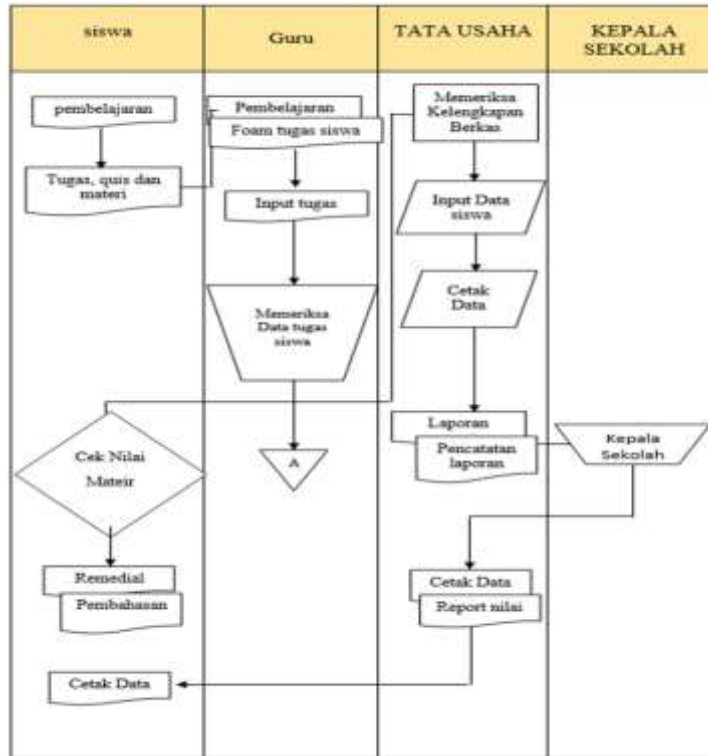 siswa
Guru
TATA USAHA
KEPALA
SEKOLAH
pembelajaran
Tugas, quis dan
materi
Cek Nilai
Mateir
Remedial
Pembahasan
Cetak Data
Pembelajaran
Foam tugas siswa
Input tugas
Memeriksa
Data tugas
siswa
A
Memeriksa
Kelengkapan
Berkas
Input Data
siswa
Cetak
Data
Laporan
Pencatatan
laporan
Cetak Data
Report nilai
Kepala
Sekolah